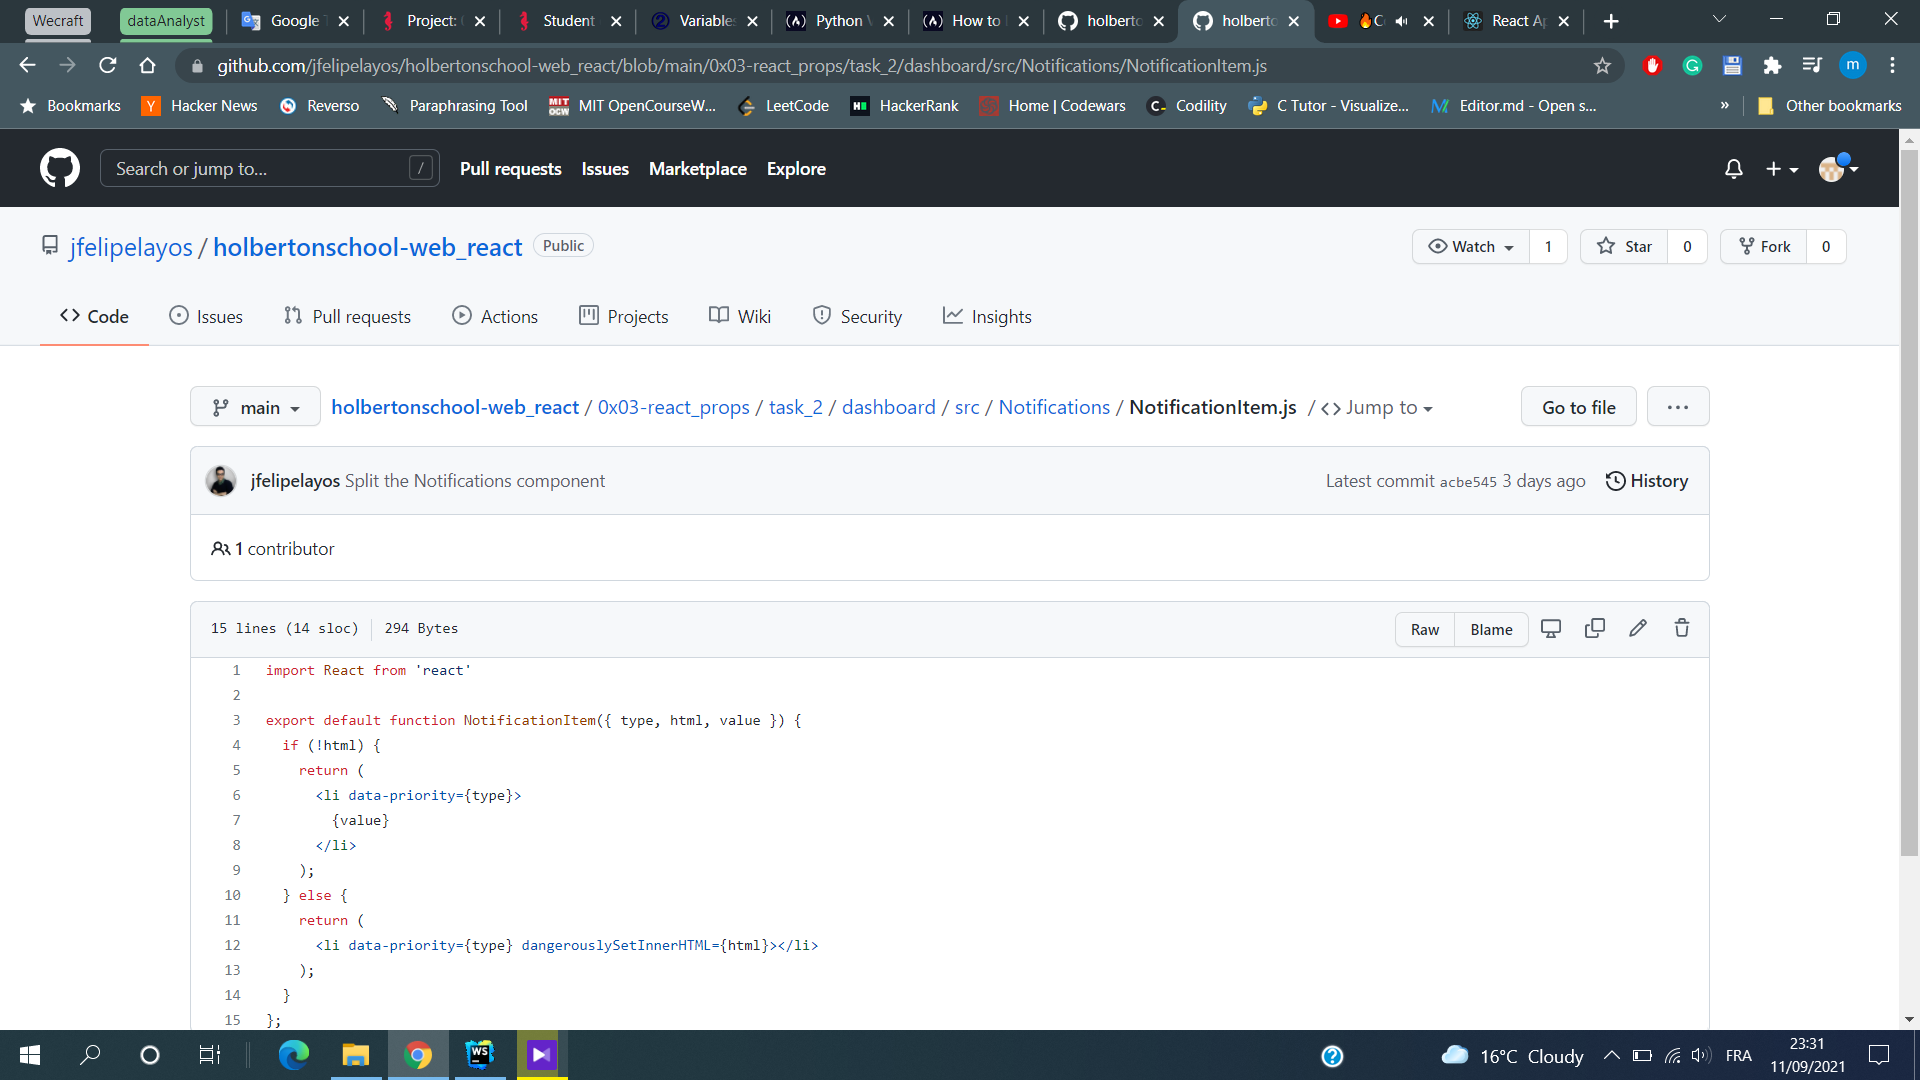 Wecraft dataAnalyst Google T Project: Student Variables Python How to holberto holberto 🔥C React Ap
github.com/jfelipelayos/holbertonschool-web_react/blob/main/0x03-react_props/task_2/dashboard/src/Notifications/NotificationItem.js m
Bookmarks Y Hacker News Reverso Paraphrasing Tool MIT OCW MIT OpenCourseW... LeetCode HackerRank Home | Codewars Codility C Tutor - Visualize... Editor.md - Open s... » Other bookmarks
Search or jump to... / Pull requests Issues Marketplace Explore
jfelipelayos / holbertonschool-web_react Public Watch 1 Star 0 Fork 0
Code Issues Pull requests Actions Projects Wiki Security Insights
main holbertonschool-web_react / 0x03-react_props / task_2 / dashboard / src / Notifications / NotificationItem.js / <> Jump to Go to file ...
jfelipelayos Split the Notifications component Latest commit acbe545 3 days ago History
1 contributor
15 lines (14 sloc) 294 Bytes Raw Blame
1 import React from 'react'
2
3 export default function NotificationItem({ type, html, value }) {
4 if (!html) {
5 return (
6 <li data-priority={type}>
7 {value}
8 </li>
9 );
10 } else {
11 return (
12 <li data-priority={type} dangerouslySetInnerHTML={html}></li>
13 );
14 }
15 };
WS 16°C Cloudy FRA 23:31
11/09/2021